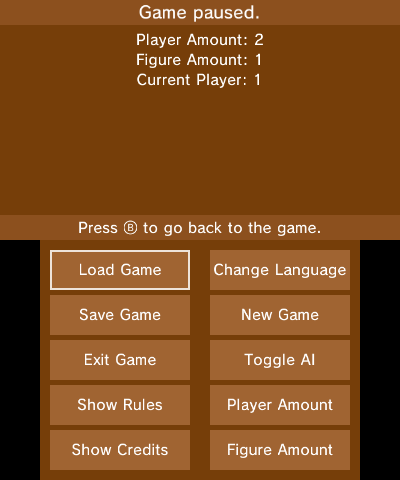 Game paused.
Player Amount: 2
Figure Amount: 1
Current Player: 1
Press Ⓑ to go back to the game.
Load Game
Change Language
Save Game
New Game
Exit Game
Toggle AI
Show Rules
Player Amount
Show Credits
Figure Amount